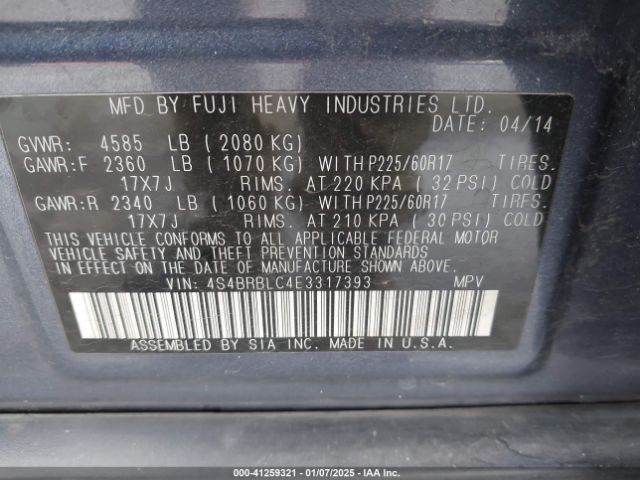 MFD. BY FUJI HEAVY INDUSTRIES LTD.
DATE: 04/14
GVWR: 4585 LB ( 2080 KG)
GAWR:F 2360 LB ( 1070 KG) WITH P225/60R17 TIRES.
17X7J RIMS. AT 220 KPA ( 32 PSI) COLD
GAWR:R 2340 LB ( 1060 KG) WITH P225/60R17 TIRES.
17X7J RIMS. AT 210 KPA ( 30 PSI) COLD
THIS VEHICLE CONFORMS TO ALL APPLICABLE FEDERAL MOTOR
VEHICLE SAFETY AND THEFT PREVENTION STANDARDS
IN EFFECT ON THE DATE OF MANUFACTURE SHOWN ABOVE.
VIN: 4S4BRBLC4E3317393 MPV
ASSEMBLED BY SIA INC. MADE IN U.S.A.
000-41259321 - 01/07/2025 - IAA Inc.